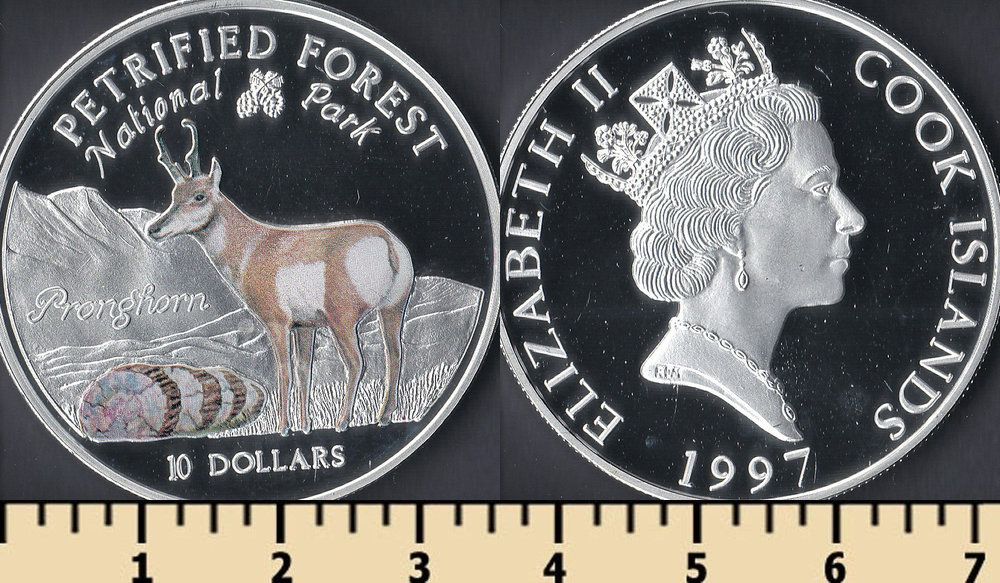 PETRIFIED FOREST
National Park
Pronghorn
10 DOLLARS
ELIZABETH II
COOK ISLANDS
RDM
1997
1 2 3 4 5 6 7